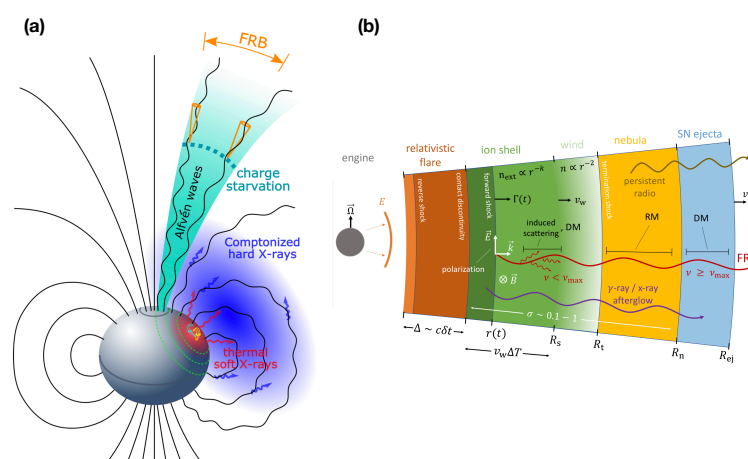 (a)
FRB
Alfvén waves
charge
starvation
Comptonized
hard X-rays
thermal
soft X-rays
(b)
engine
relativistic
flare
ion shell
wind
nebula
SN ejecta
Ω⃗
E
reverse shock
contact discontinuity
forward shock
termination shock
n_ext ∝ r^-k
n ∝ r^-2
Γ(t)
v_w
induced
scattering , DM
E⃗
k⃗
polarization
ν < ν_max
⊗ B⃗
persistent
radio
RM
DM
FR
ν ≥ ν_max
γ-ray / x-ray
afterglow
σ ~ 0.1 − 1
Δ ~ cδt
r(t)
v_wΔT
R_s
R_t
R_n
R_ej
v